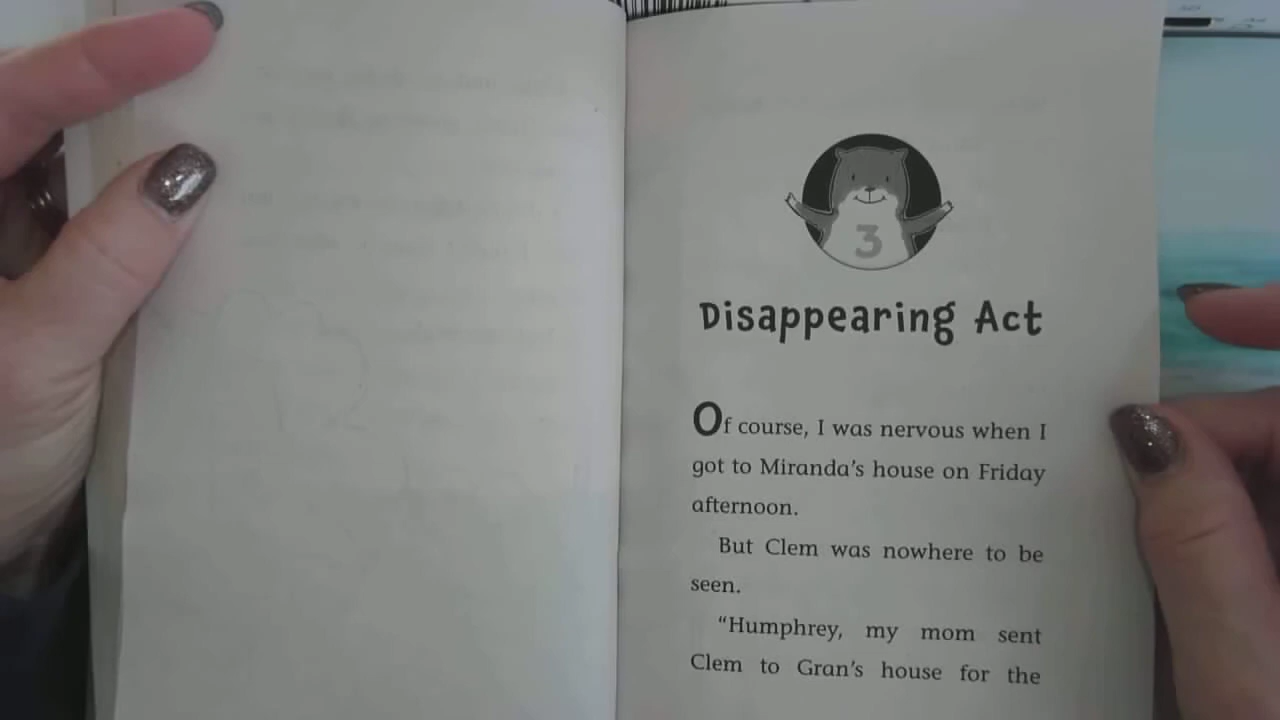 3
Disappearing Act
Of course, I was nervous when I
got to Miranda's house on Friday
afternoon.
But Clem was nowhere to be
seen.
“Humphrey, my mom sent
Clem to Gran's house for the